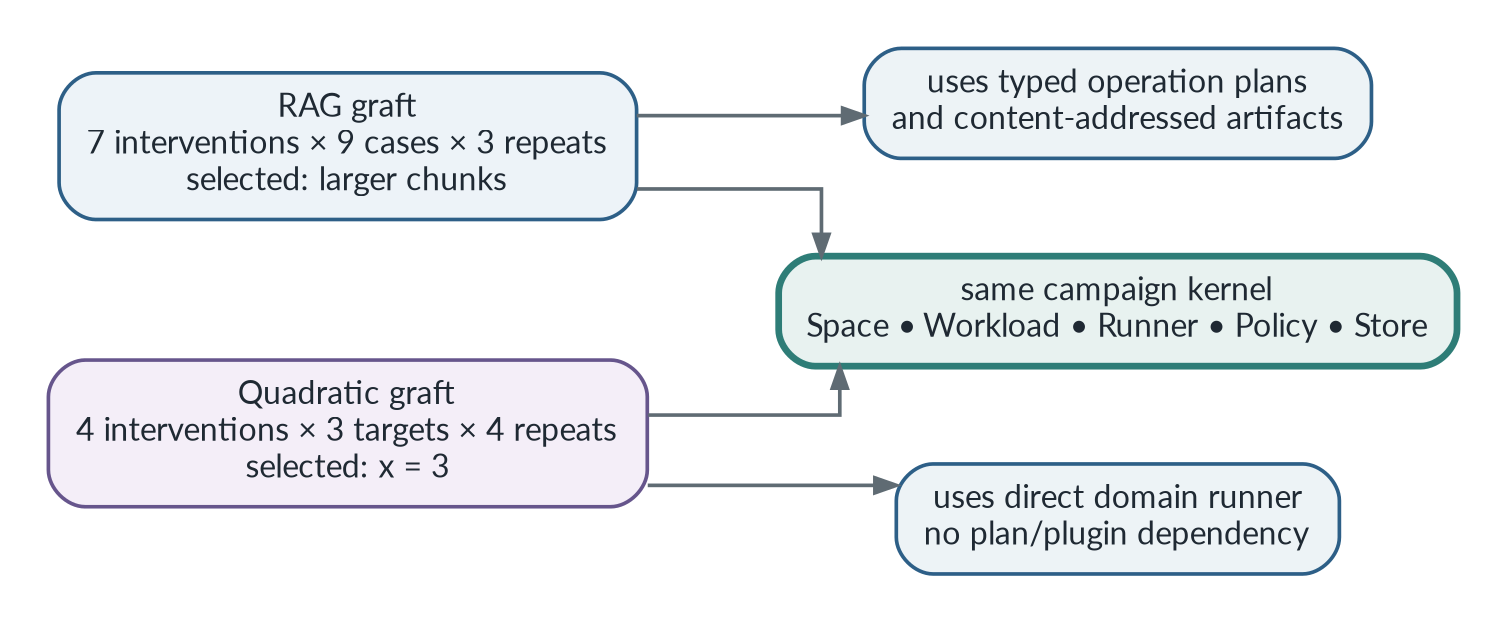 RAG graft
7 interventions × 9 cases × 3 repeats
selected: larger chunks
uses typed operation plans
and content-addressed artifacts
same campaign kernel
Space • Workload • Runner • Policy • Store
Quadratic graft
4 interventions × 3 targets × 4 repeats
selected: x = 3
uses direct domain runner
no plan/plugin dependency